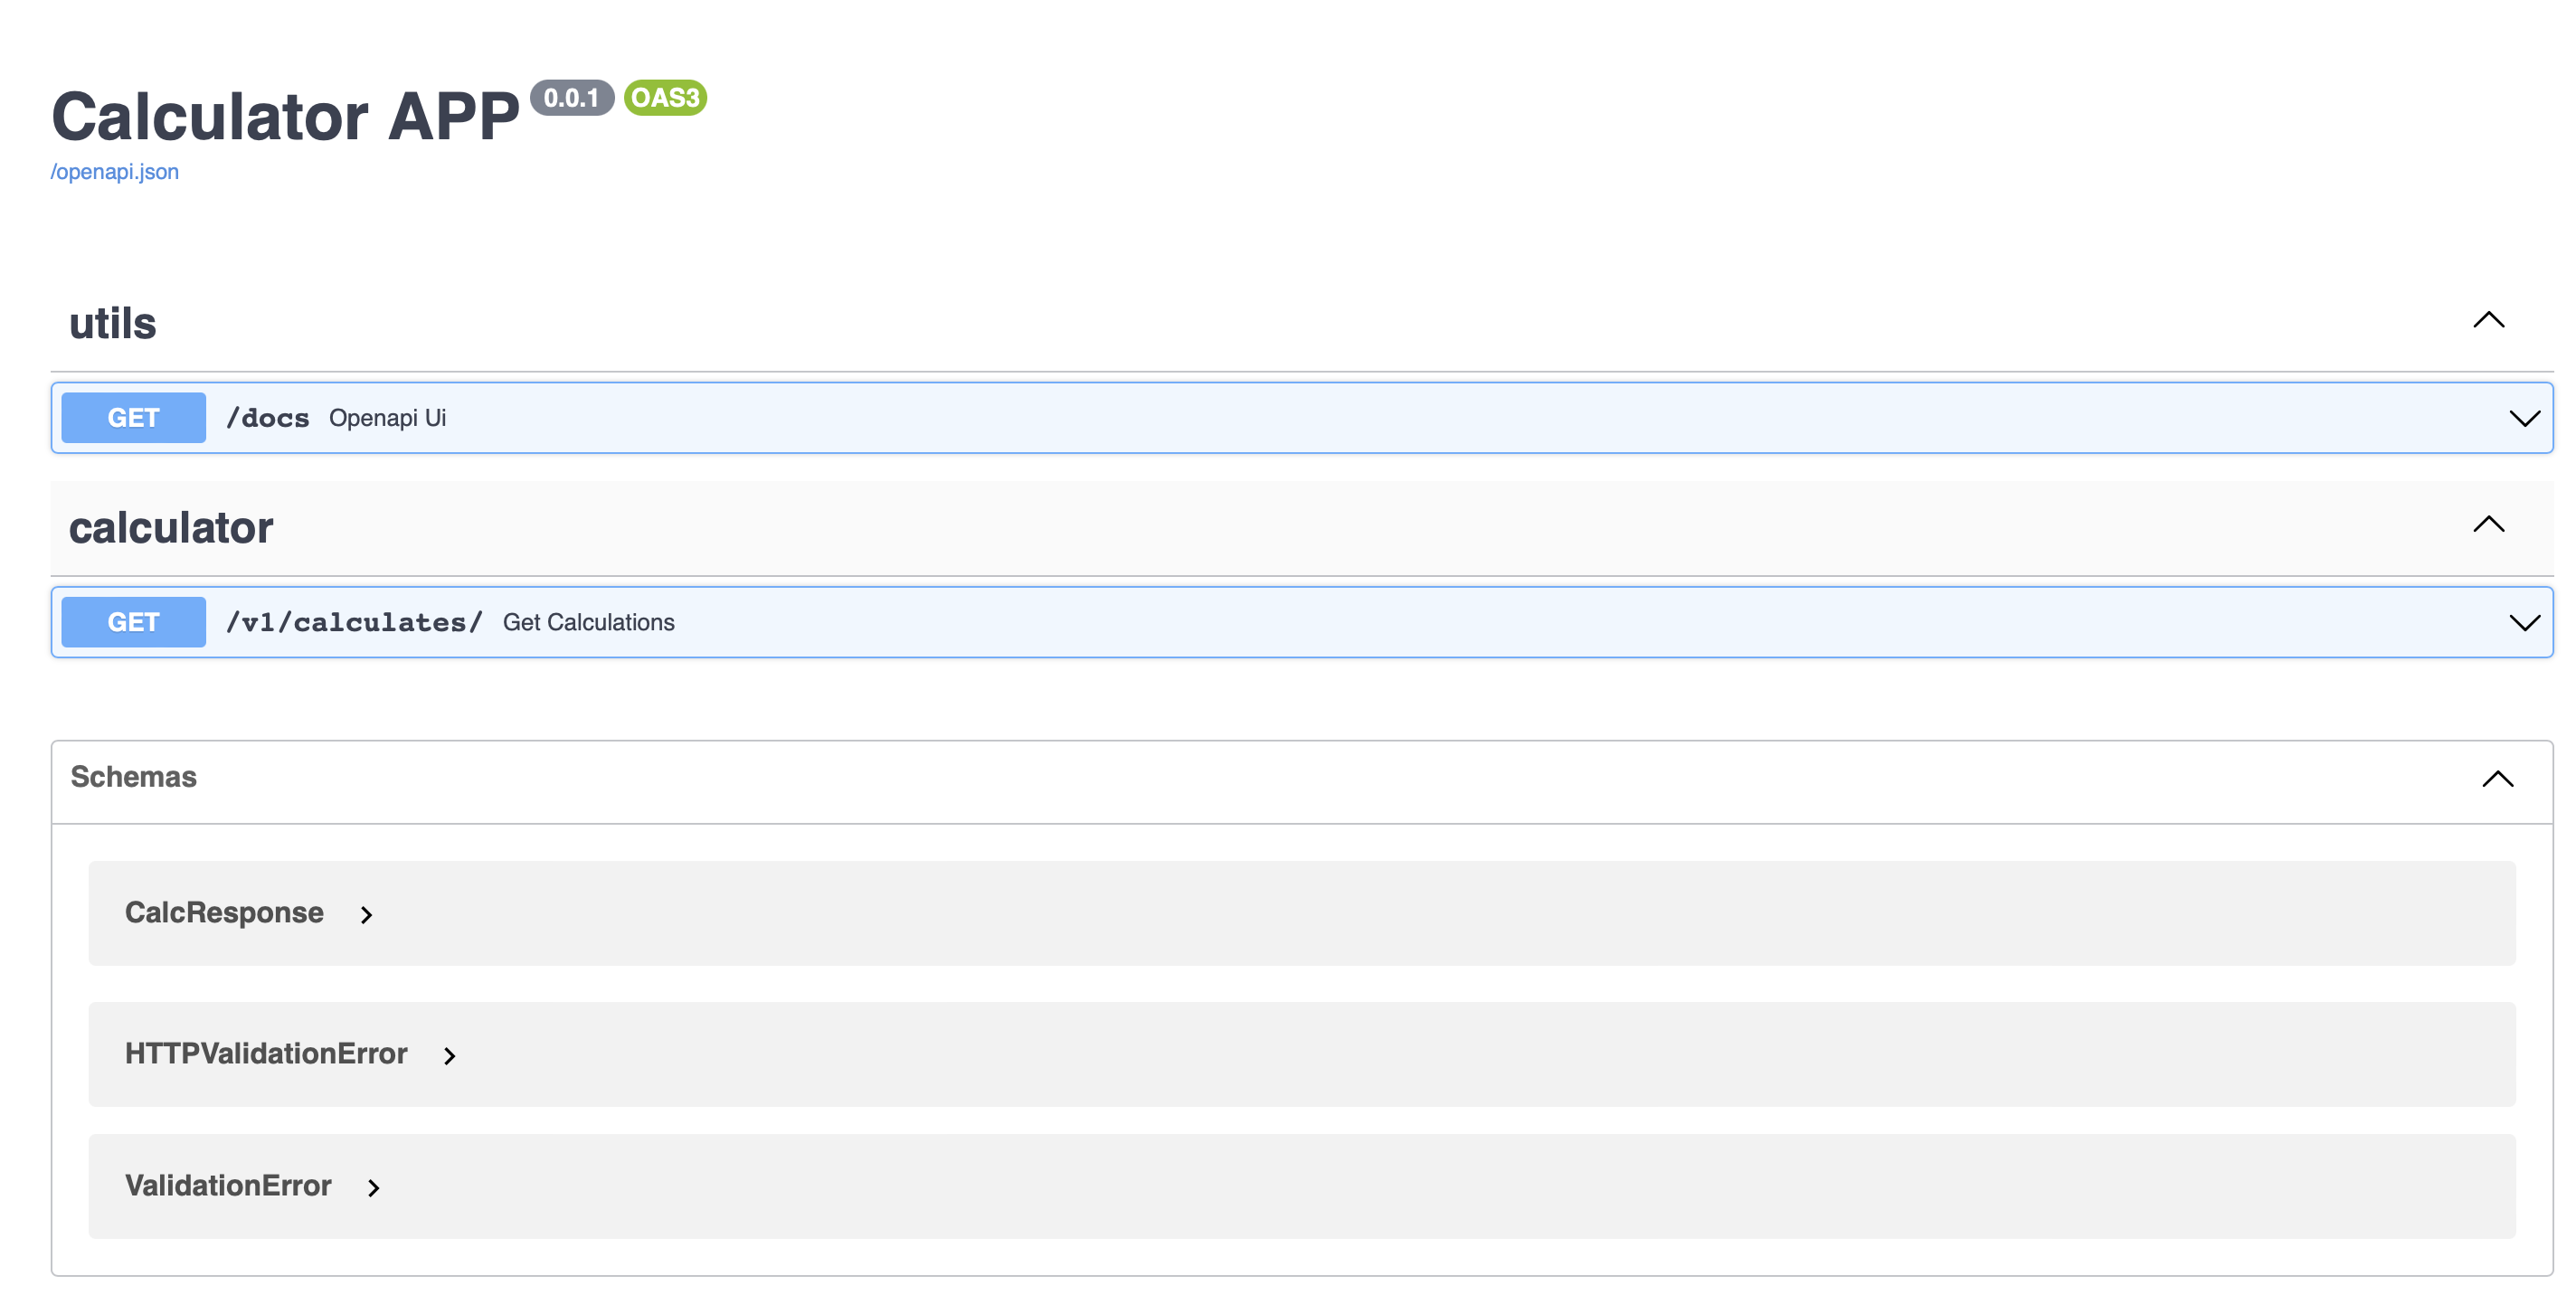 Calculator APP 0.0.1 OAS3
/openapi.json
utils
GET /docs Openapi Ui
calculator
GET /v1/calculates/ Get Calculations
Schemas
CalcResponse
HTTPValidationError
ValidationError